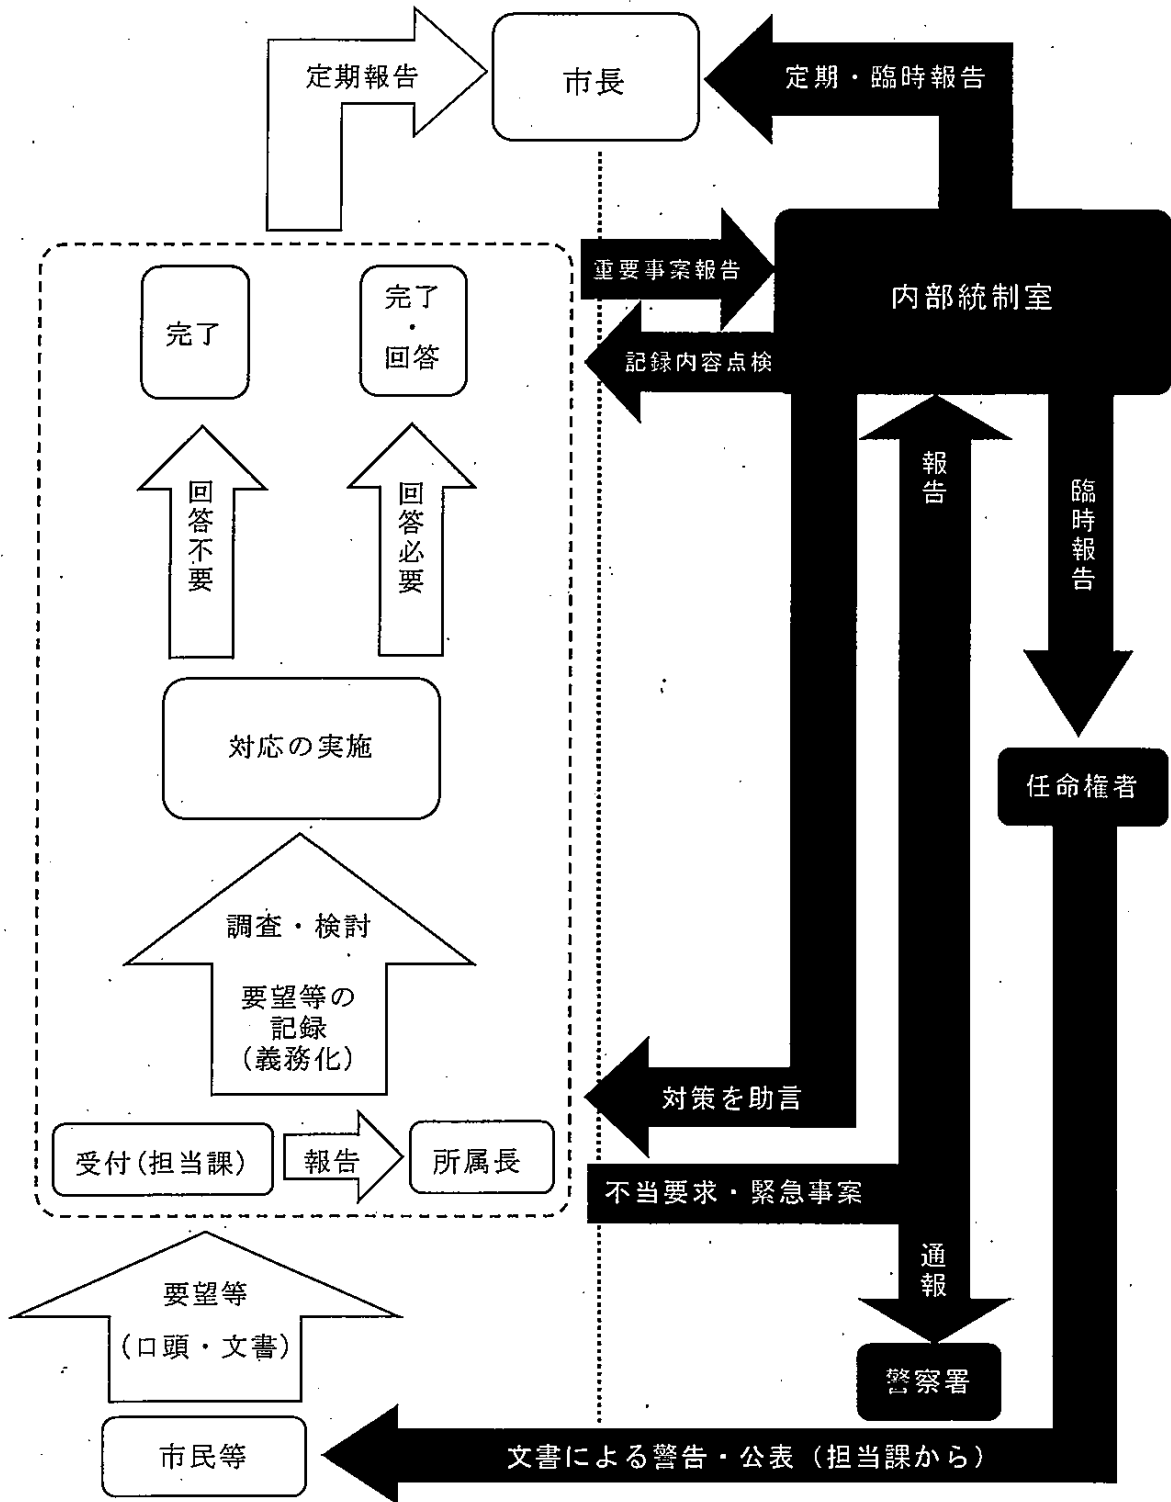 定期報告
市長
定期・臨時報告
重要事案報告
内部統制室
完了
完了
・
回答
記録内容点検
回答不要
回答必要
報告
臨時報告
対応の実施
任命権者
調査・検討
要望等の
記録
(義務化)
対策を助言
受付(担当課)
報告
所属長
不当要求・緊急事案
通報
要望等
(口頭・文書)
警察署
市民等
文書による警告・公表(担当課から)